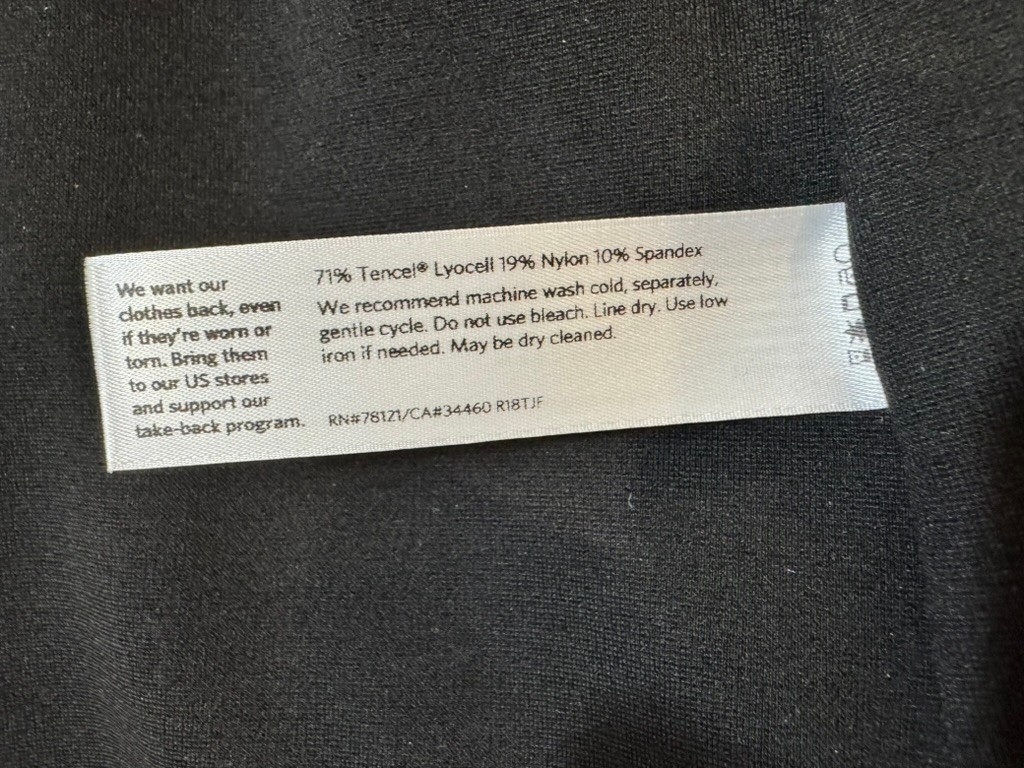 We want our
clothes back, even
if they're worn or
torn. Bring them
to our US stores
and support our
take-back program.
71% Tencel® Lyocell 19% Nylon 10% Spandex
We recommend machine wash cold, separately,
gentle cycle. Do not use bleach. Line dry. Use low
iron if needed. May be dry cleaned.
RN#78121/CA#34460 R18TJF